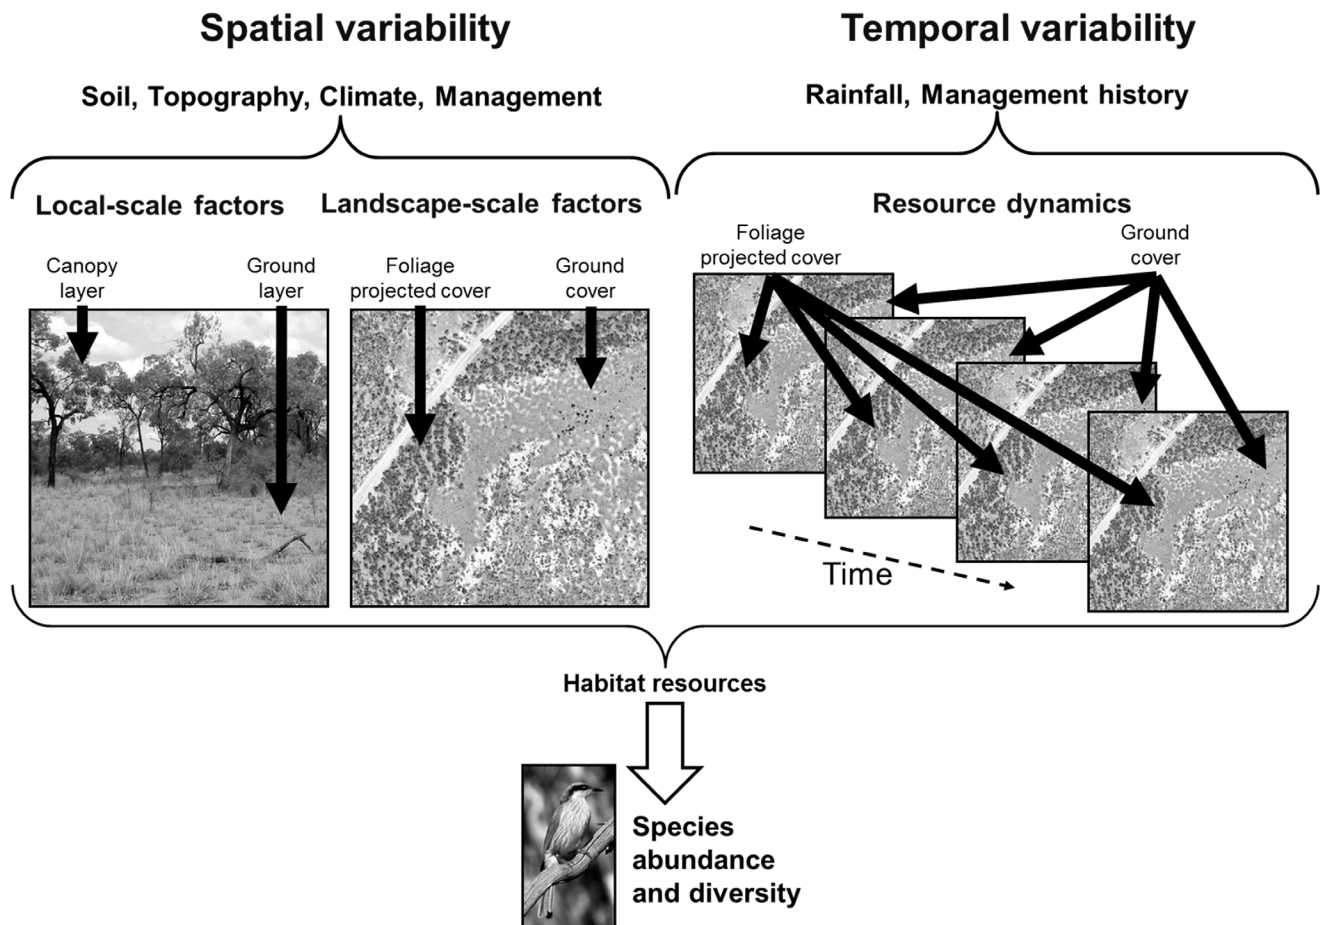 Spatial variability
Soil, Topography, Climate, Management
Local-scale factors
Canopy
layer
Ground
layer
Landscape-scale factors
Foliage
projected cover
Ground
cover
Temporal variability
Rainfall, Management history
Resource dynamics
Foliage
projected cover
Ground
cover
Time
Habitat resources
Species
abundance
and diversity